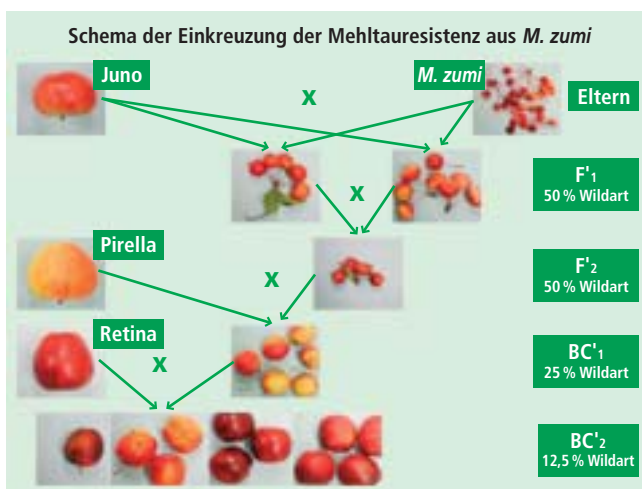 Schema der Einkreuzung der Mehltauresistenz aus M. zumi
Juno
M. zumi
x
Eltern
F'1
50 % Wildart
x
Pirella
F'2
50 % Wildart
x
Retina
BC'1
25 % Wildart
x
BC'2
12,5 % Wildart